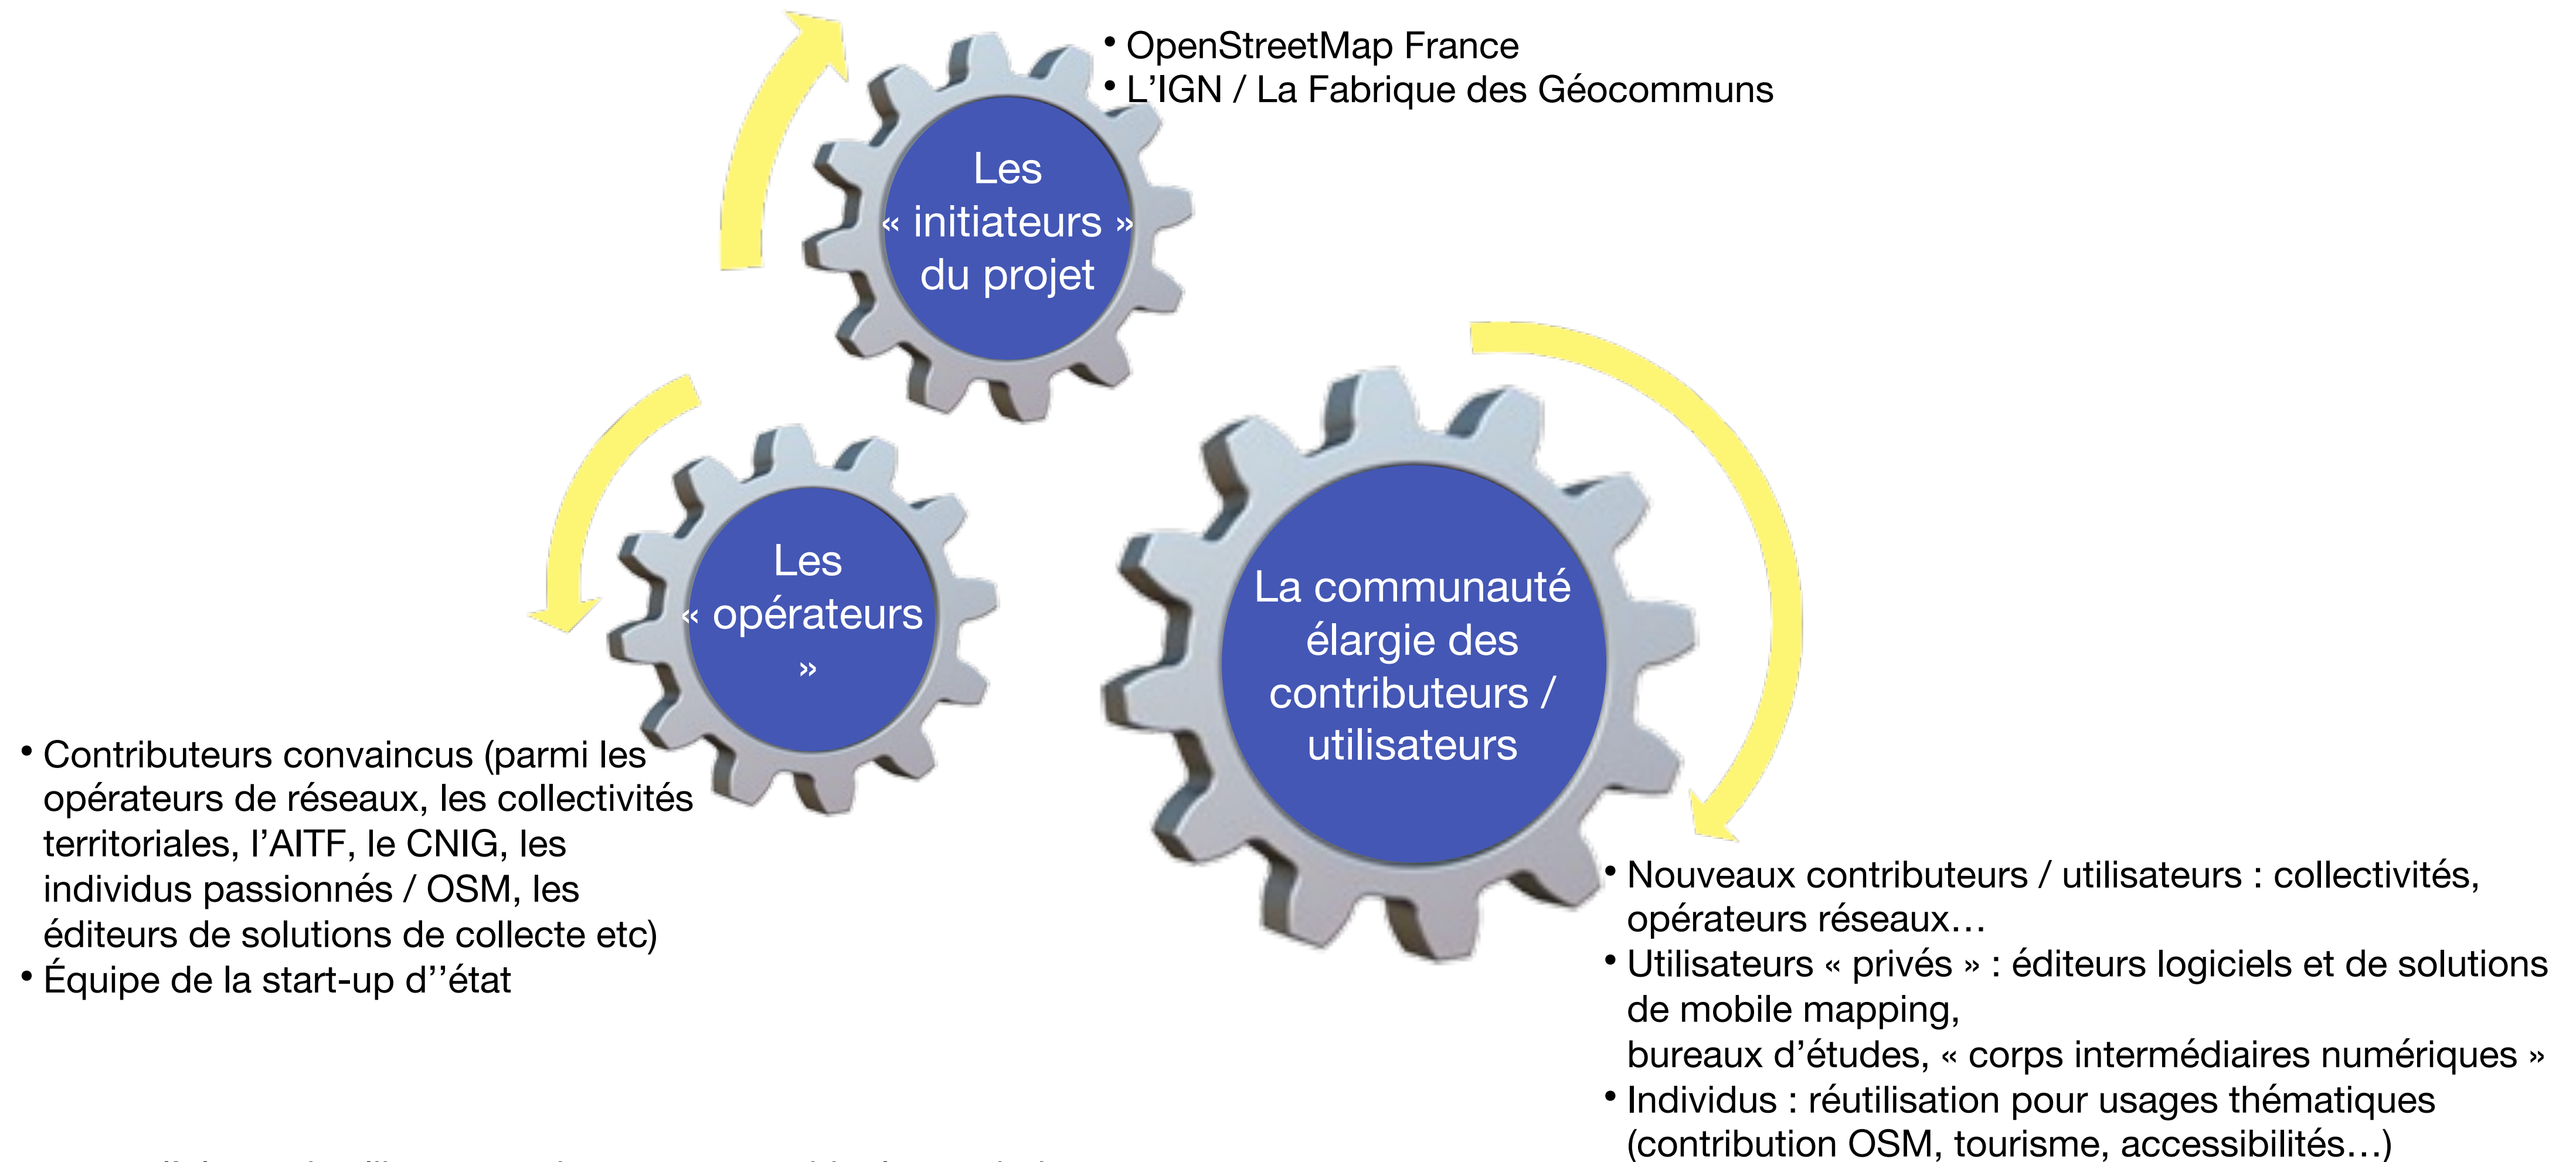 • OpenStreetMap France
• L’IGN / La Fabrique des Géocommuns
Les
« initiateurs »
du projet
Les
« opérateurs
»
La communauté
élargie des
contributeurs /
utilisateurs
• Contributeurs convaincus (parmi les
opérateurs de réseaux, les collectivités
territoriales, l’AITF, le CNIG, les
individus passionnés / OSM, les
éditeurs de solutions de collecte etc)
• Équipe de la start-up d’'état
• Nouveaux contributeurs / utilisateurs : collectivités,
opérateurs réseaux…
• Utilisateurs « privés » : éditeurs logiciels et de solutions
de mobile mapping,
bureaux d’études, « corps intermédiaires numériques »
• Individus : réutilisation pour usages thématiques
(contribution OSM, tourisme, accessibilités…)